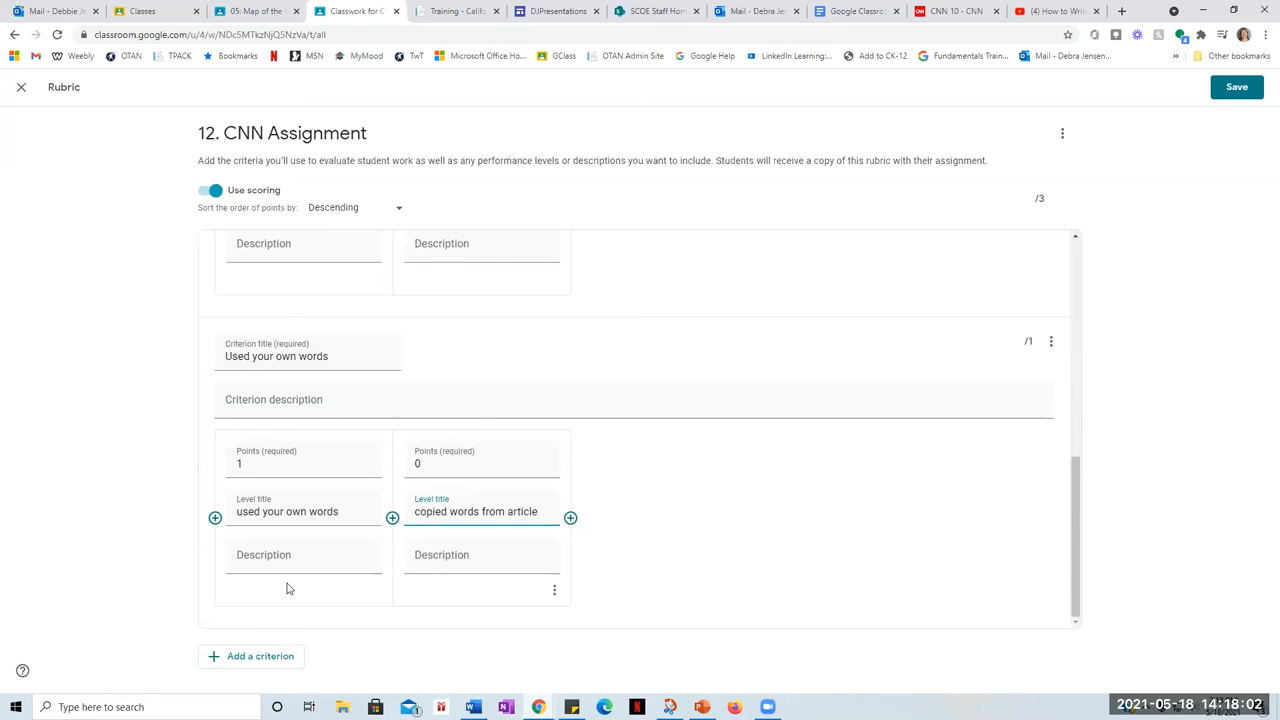 Mail - Debbie Je
Classes
05: Map of the W
Classwork for C
Training - Califo
DJPresentations
SCOE Staff Hom
Mail - Debra Jen
Google Classroo
CNN 10 - CNN
(4) How to Write
classroom.google.com/u/4/w/NDc5MTkzNjQ5NzVa/t/all
Weebly
OTAN
TPACK
Bookmarks
MSN
MyMood
TwT
Microsoft Office Ho...
GClass
OTAN Admin Site
Google Help
LinkedIn Learning:...
Add to CK-12
Fundamentals Train...
Mail - Debra Jensen...
»
Other bookmarks
Rubric
Save
12. CNN Assignment
Add the criteria you'll use to evaluate student work as well as any performance levels or descriptions you want to include. Students will receive a copy of this rubric with their assignment.
Use scoring
/3
Sort the order of points by: Descending
Description
Description
Criterion title (required)
Used your own words
/1
Criterion description
Points (required)
1
Points (required)
0
Level title
used your own words
Level title
copied words from article
Description
Description
Add a criterion
Type here to search
2021-05-18 14:18:02